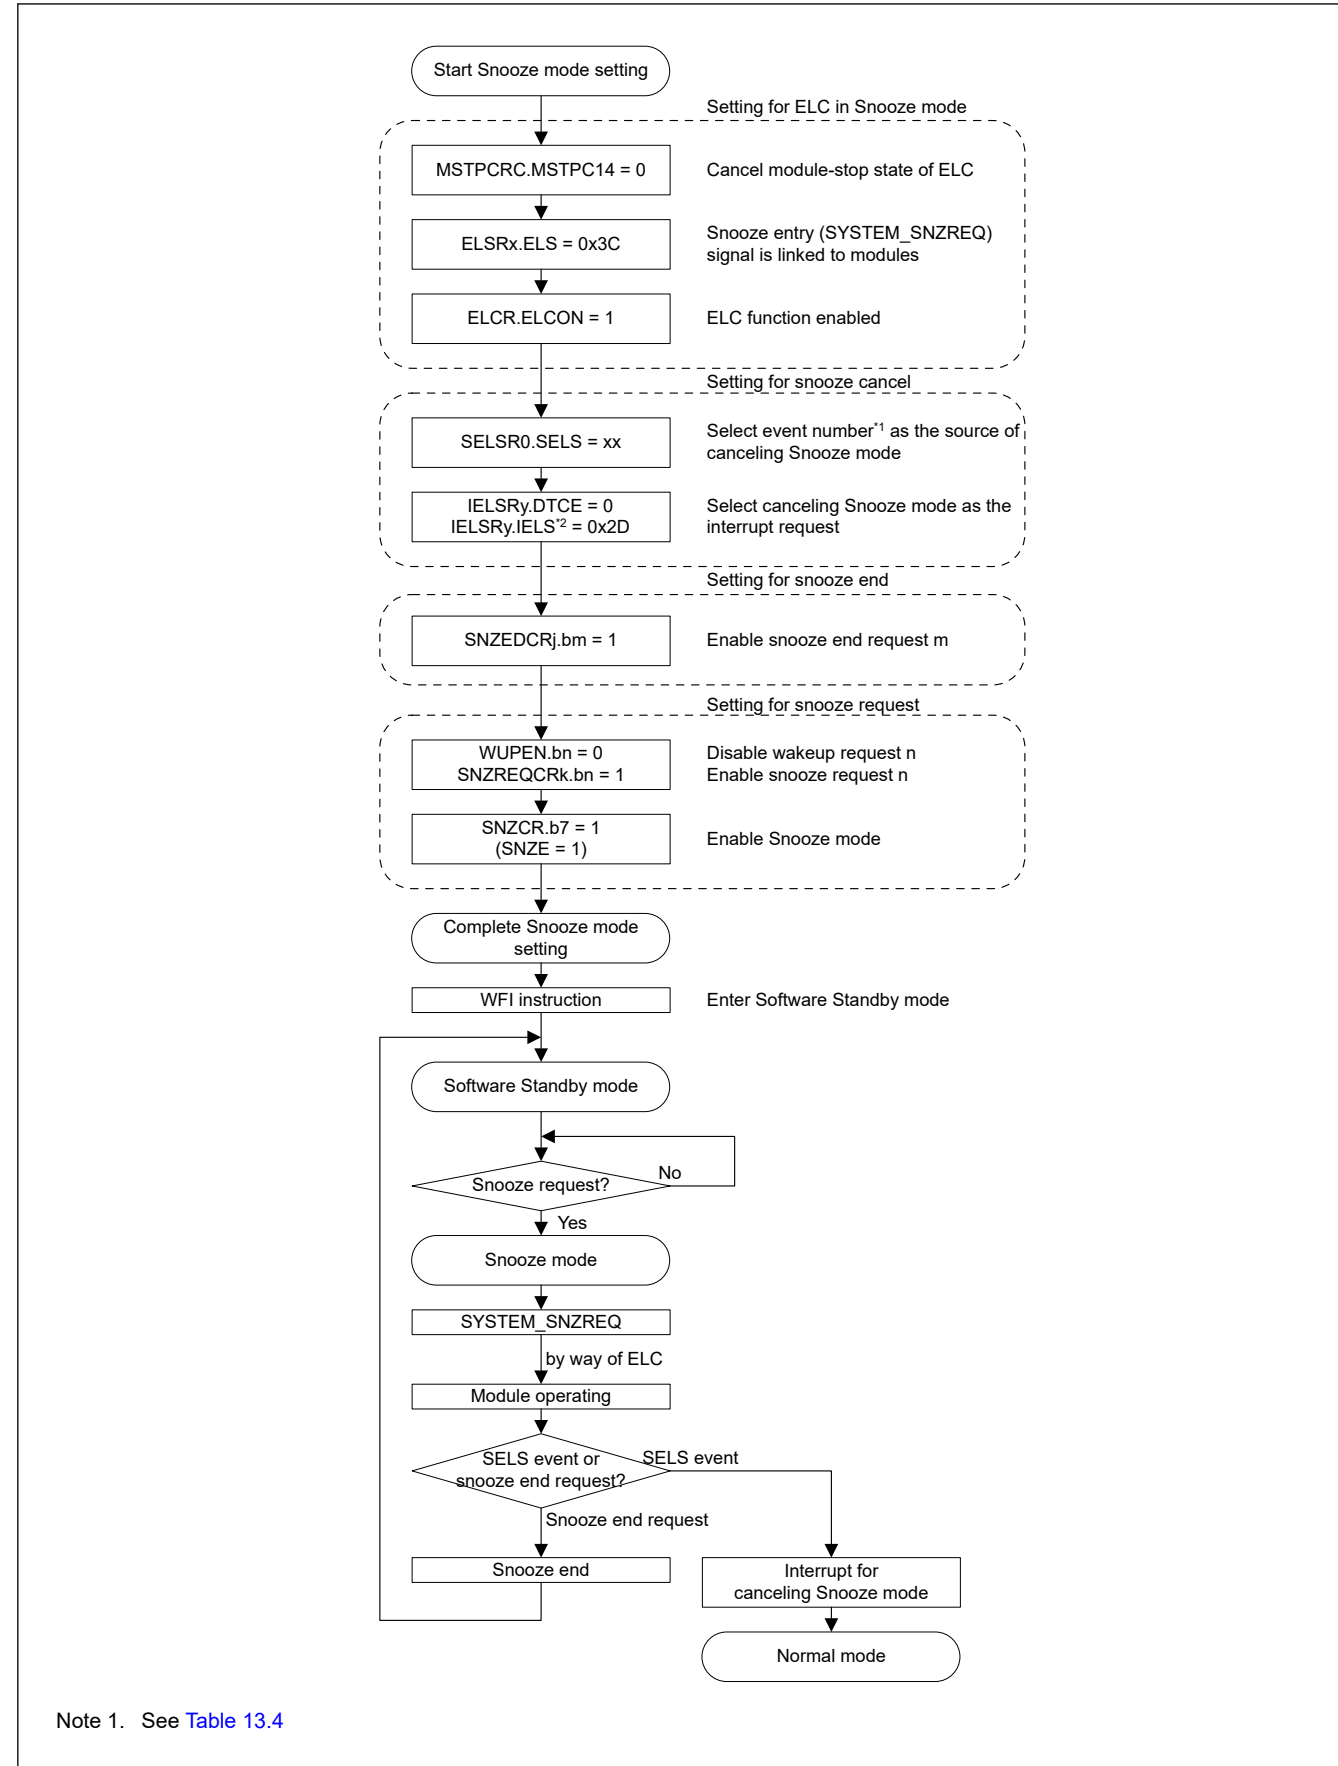 Start Snooze mode setting
Setting for ELC in Snooze mode
MSTPCRC.MSTPC14 = 0
Cancel module-stop state of ELC
ELSRx.ELS = 0x3C
Snooze entry (SYSTEM_SNZREQ)
signal is linked to modules
ELCR.ELCON = 1
ELC function enabled
Setting for snooze cancel
SELSR0.SELS = xx
Select event number*1 as the source of
canceling Snooze mode
IELSRy.DTCE = 0
IELSRy.IELS*2 = 0x2D
Select canceling Snooze mode as the
interrupt request
Setting for snooze end
SNZEDCRj.bm = 1
Enable snooze end request m
Setting for snooze request
WUPEN.bn = 0
SNZREQCRk.bn = 1
Disable wakeup request n
Enable snooze request n
SNZCR.b7 = 1
(SNZE = 1)
Enable Snooze mode
Complete Snooze mode
setting
WFI instruction
Enter Software Standby mode
Software Standby mode
Snooze request?
No
Yes
Snooze mode
SYSTEM_SNZREQ
by way of ELC
Module operating
SELS event or
snooze end request?
SELS event
Snooze end request
Snooze end
Interrupt for
canceling Snooze mode
Normal mode
Note 1. See Table 13.4